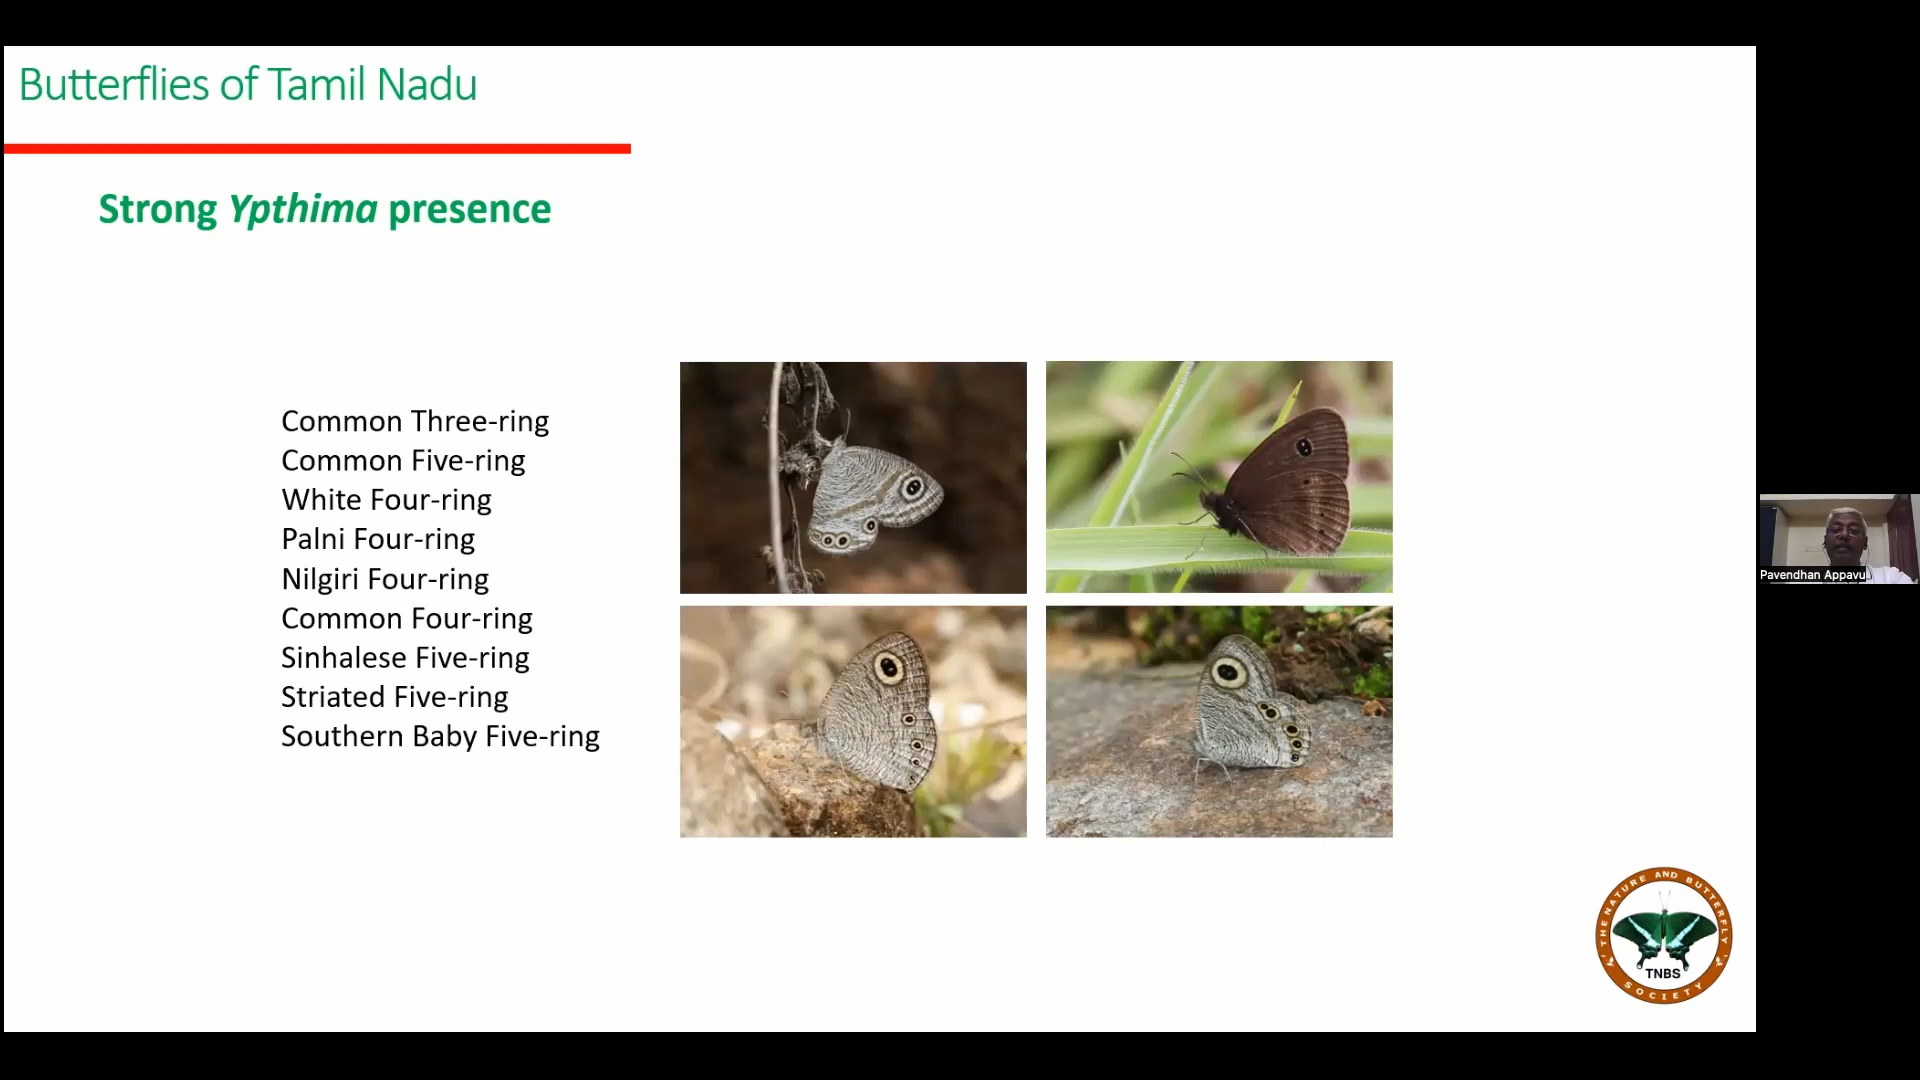 Butterflies of Tamil Nadu
Strong Ypthima presence
Common Three-ring
Common Five-ring
White Four-ring
Palni Four-ring
Nilgiri Four-ring
Common Four-ring
Sinhalese Five-ring
Striated Five-ring
Southern Baby Five-ring
Pavendhan Appavu
THE NATURE AND BUTTERFLY
TNBS
SOCIETY